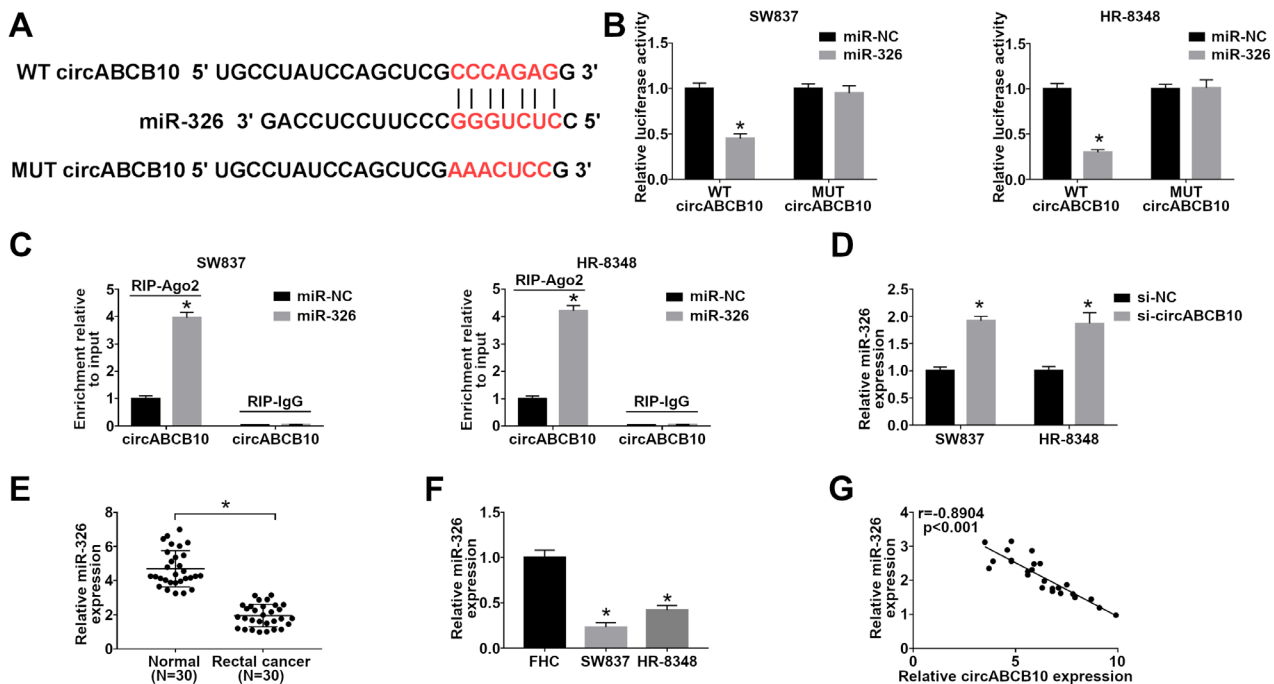 A
WT circABCB10 5' UGCCUAUCCAGCUCGCCCAGAGG 3'
miR-326 3' GACCUCCUUCCCGGGUCUCC 5'
MUT circABCB10 5' UGCCUAUCCAGCUCGAAACUCCG 3'
B
SW837
Relative luciferase activity
1.5
1.0
0.5
0.0
*
miR-NC
miR-326
WT
circABCB10
MUT
circABCB10
HR-8348
Relative luciferase activity
1.5
1.0
0.5
0.0
*
miR-NC
miR-326
WT
circABCB10
MUT
circABCB10
C
SW837
Enrichment relative
to input
5
4
3
2
1
0
RIP-Ago2
*
RIP-IgG
miR-NC
miR-326
circABCB10
circABCB10
HR-8348
Enrichment relative
to input
5
4
3
2
1
0
RIP-Ago2
*
RIP-IgG
miR-NC
miR-326
circABCB10
circABCB10
D
Relative miR-326
expression
2.5
2.0
1.5
1.0
0.5
0.0
*
*
si-NC
si-circABCB10
SW837
HR-8348
E
Relative miR-326
expression
8
6
4
2
0
*
Normal
(N=30)
Rectal cancer
(N=30)
F
Relative miR-326
expression
1.5
1.0
0.5
0.0
*
*
FHC
SW837
HR-8348
G
Relative miR-326
expression
4
3
2
1
0
r=-0.8904
p<0.001
0
5
10
Relative circABCB10 expression